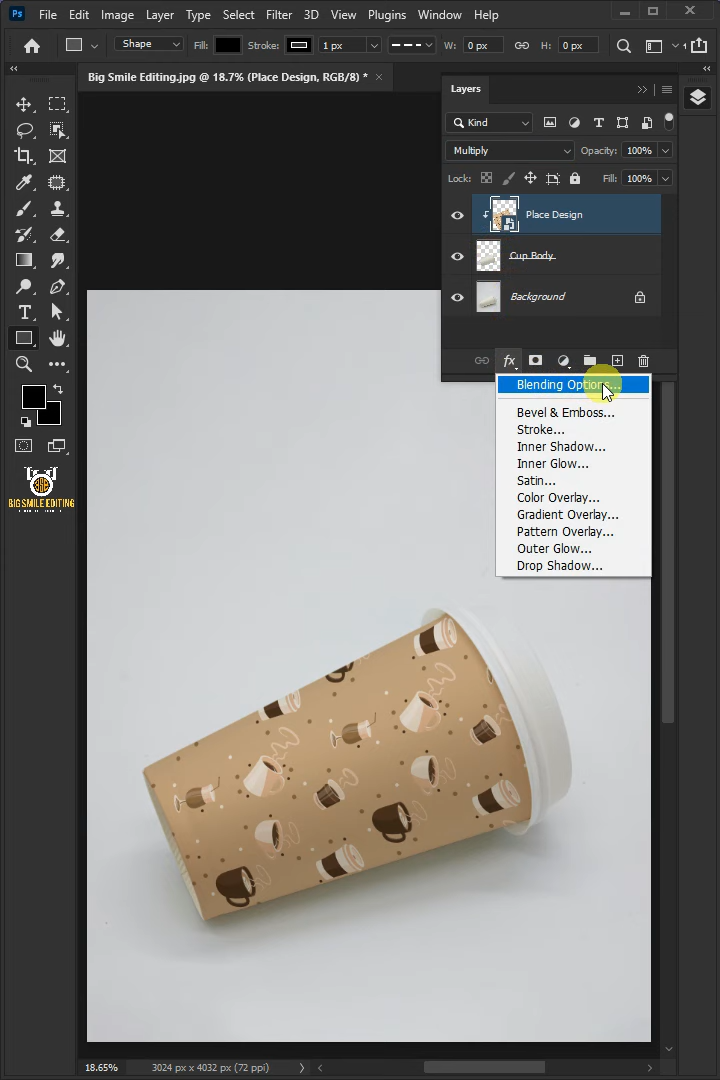 Ps File Edit Image Layer Type Select Filter 3D View Plugins Window Help
Shape Fill: Stroke: 1 px W: 0 px H: 0 px
Big Smile Editing.jpg @ 18.7% (Place Design, RGB/8) * ×
Layers
Kind
Multiply Opacity: 100%
Lock: Fill: 100%
Place Design
Cup Body
Background
fx
Blending Options...
Bevel & Emboss...
Stroke...
Inner Shadow...
Inner Glow...
Satin...
Color Overlay...
Gradient Overlay...
Pattern Overlay...
Outer Glow...
Drop Shadow...
BIG SMILE EDITING
18.65% 3024 px x 4032 px (72 ppi)